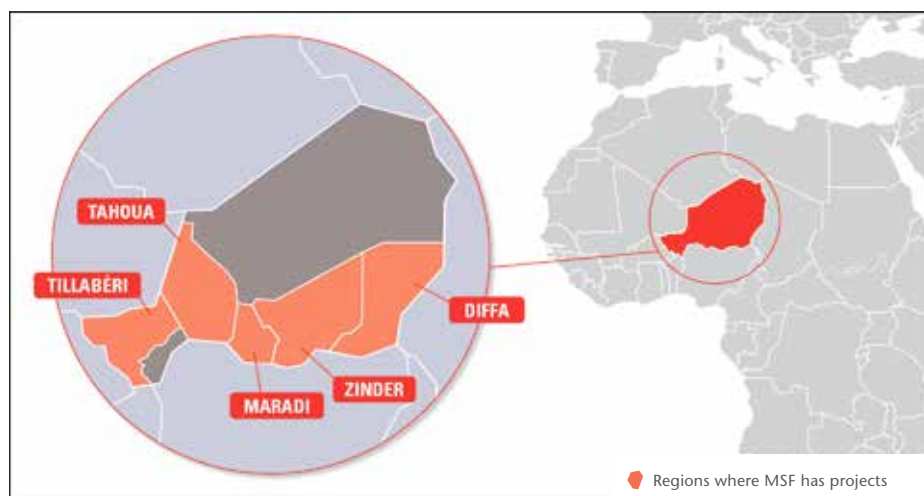 TAHOUA
TILLABÉRI
DIFFA
ZINDER
MARADI
Regions where MSF has projects